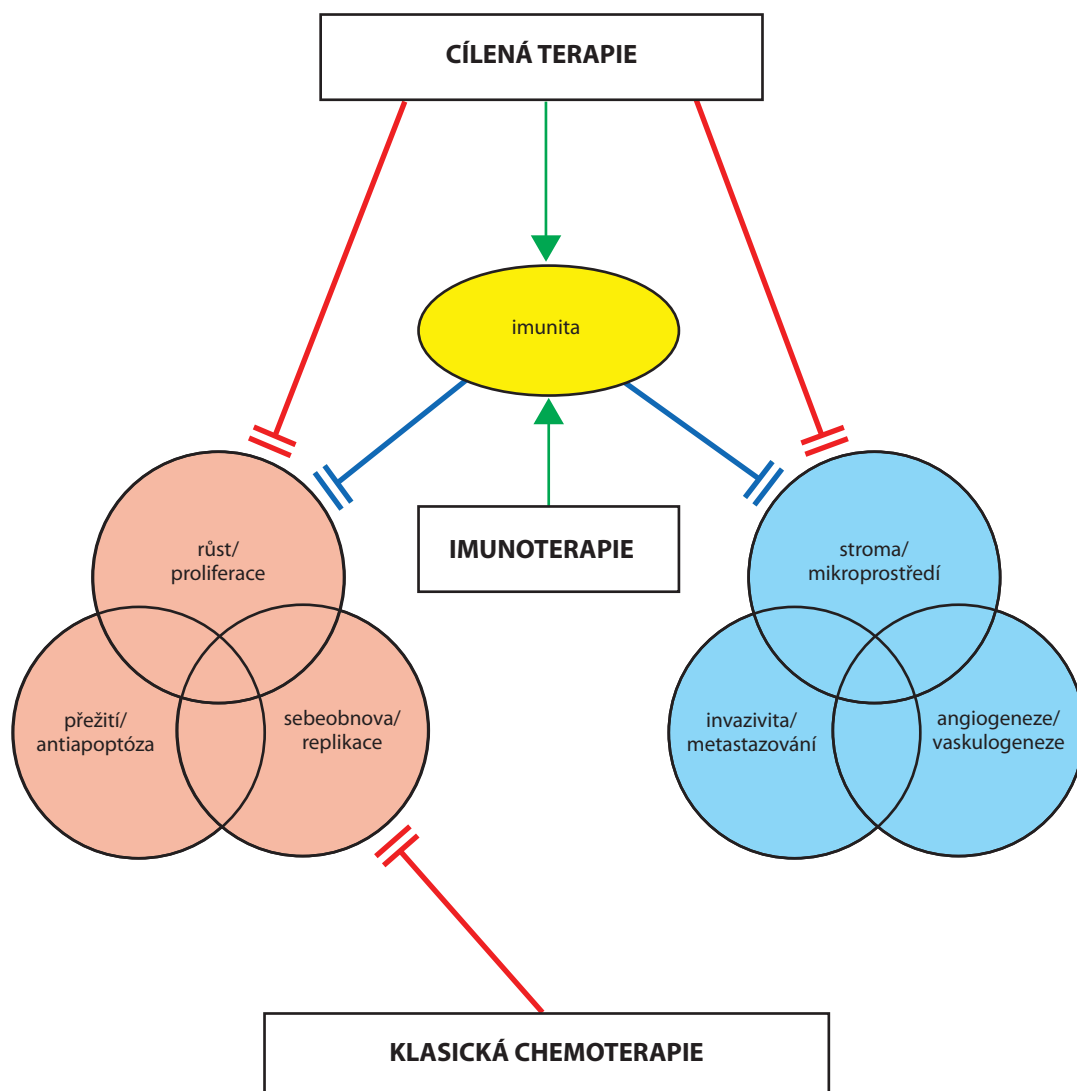 CÍLENÁ TERAPIE
imunita
IMUNOTERAPIE
růst/
proliferace
přežití/
antiapoptóza
sebeobnova/
replikace
stroma/
mikroprostředí
invazivita/
metastazování
angiogeneze/
vaskulogeneze
KLASICKÁ CHEMOTERAPIE